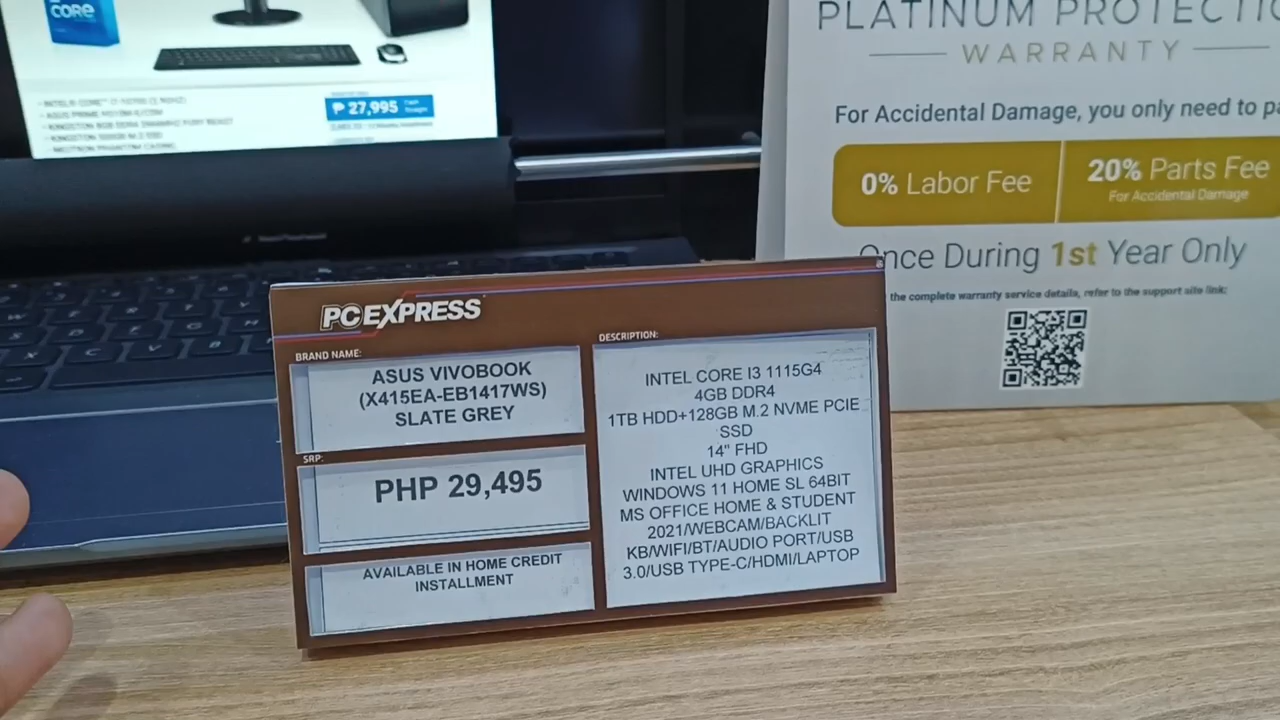 CORE
₱ 27,995
PLATINUM PROTECTIO
WARRANTY
For Accidental Damage, you only need to pa
0% Labor Fee
20% Parts Fee
For Accidental Damage
Once During 1st Year Only
the complete warranty service details, refer to the support site link:
PC EXPRESS
BRAND NAME:
ASUS VIVOBOOK
(X415EA-EB1417WS)
SLATE GREY
SRP:
PHP 29,495
AVAILABLE IN HOME CREDIT
INSTALLMENT
DESCRIPTION:
INTEL CORE I3 1115G4
4GB DDR4
1TB HDD+128GB M.2 NVME PCIE
SSD
14" FHD
INTEL UHD GRAPHICS
WINDOWS 11 HOME SL 64BIT
MS OFFICE HOME & STUDENT
2021/WEBCAM/BACKLIT
KB/WIFI/BT/AUDIO PORT/USB
3.0/USB TYPE-C/HDMI/LAPTOP